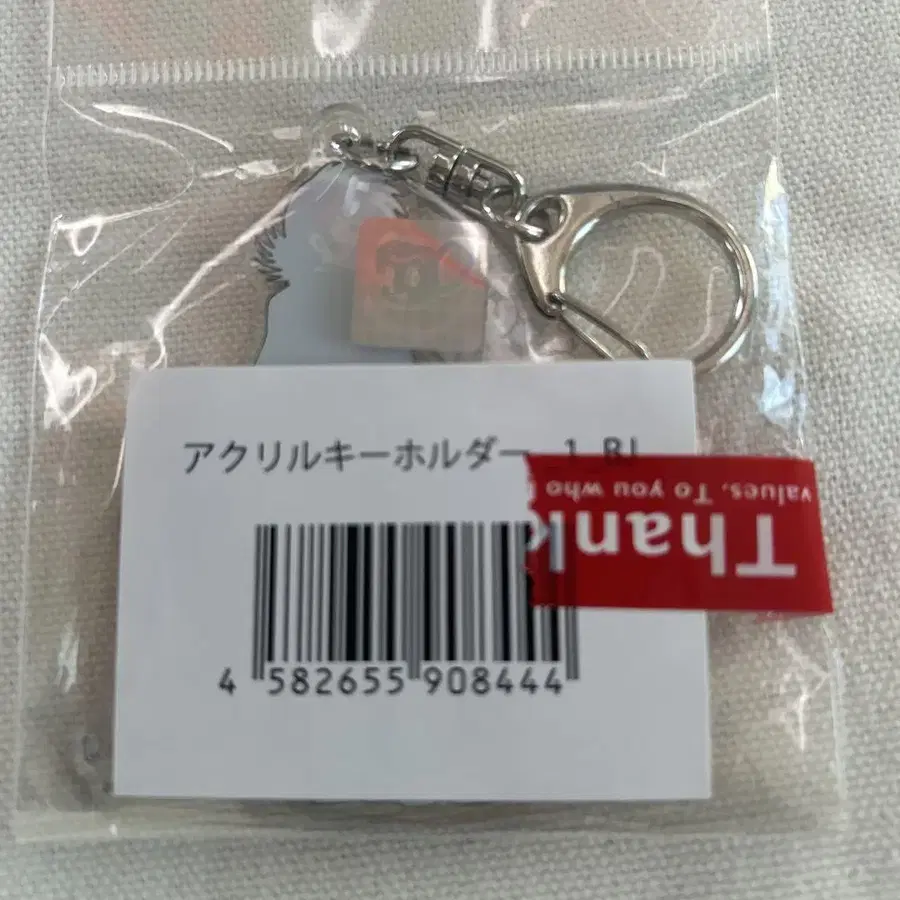 アクリルキーホルダー 1 BJ
values. To you who
Thank
4 582655 908444